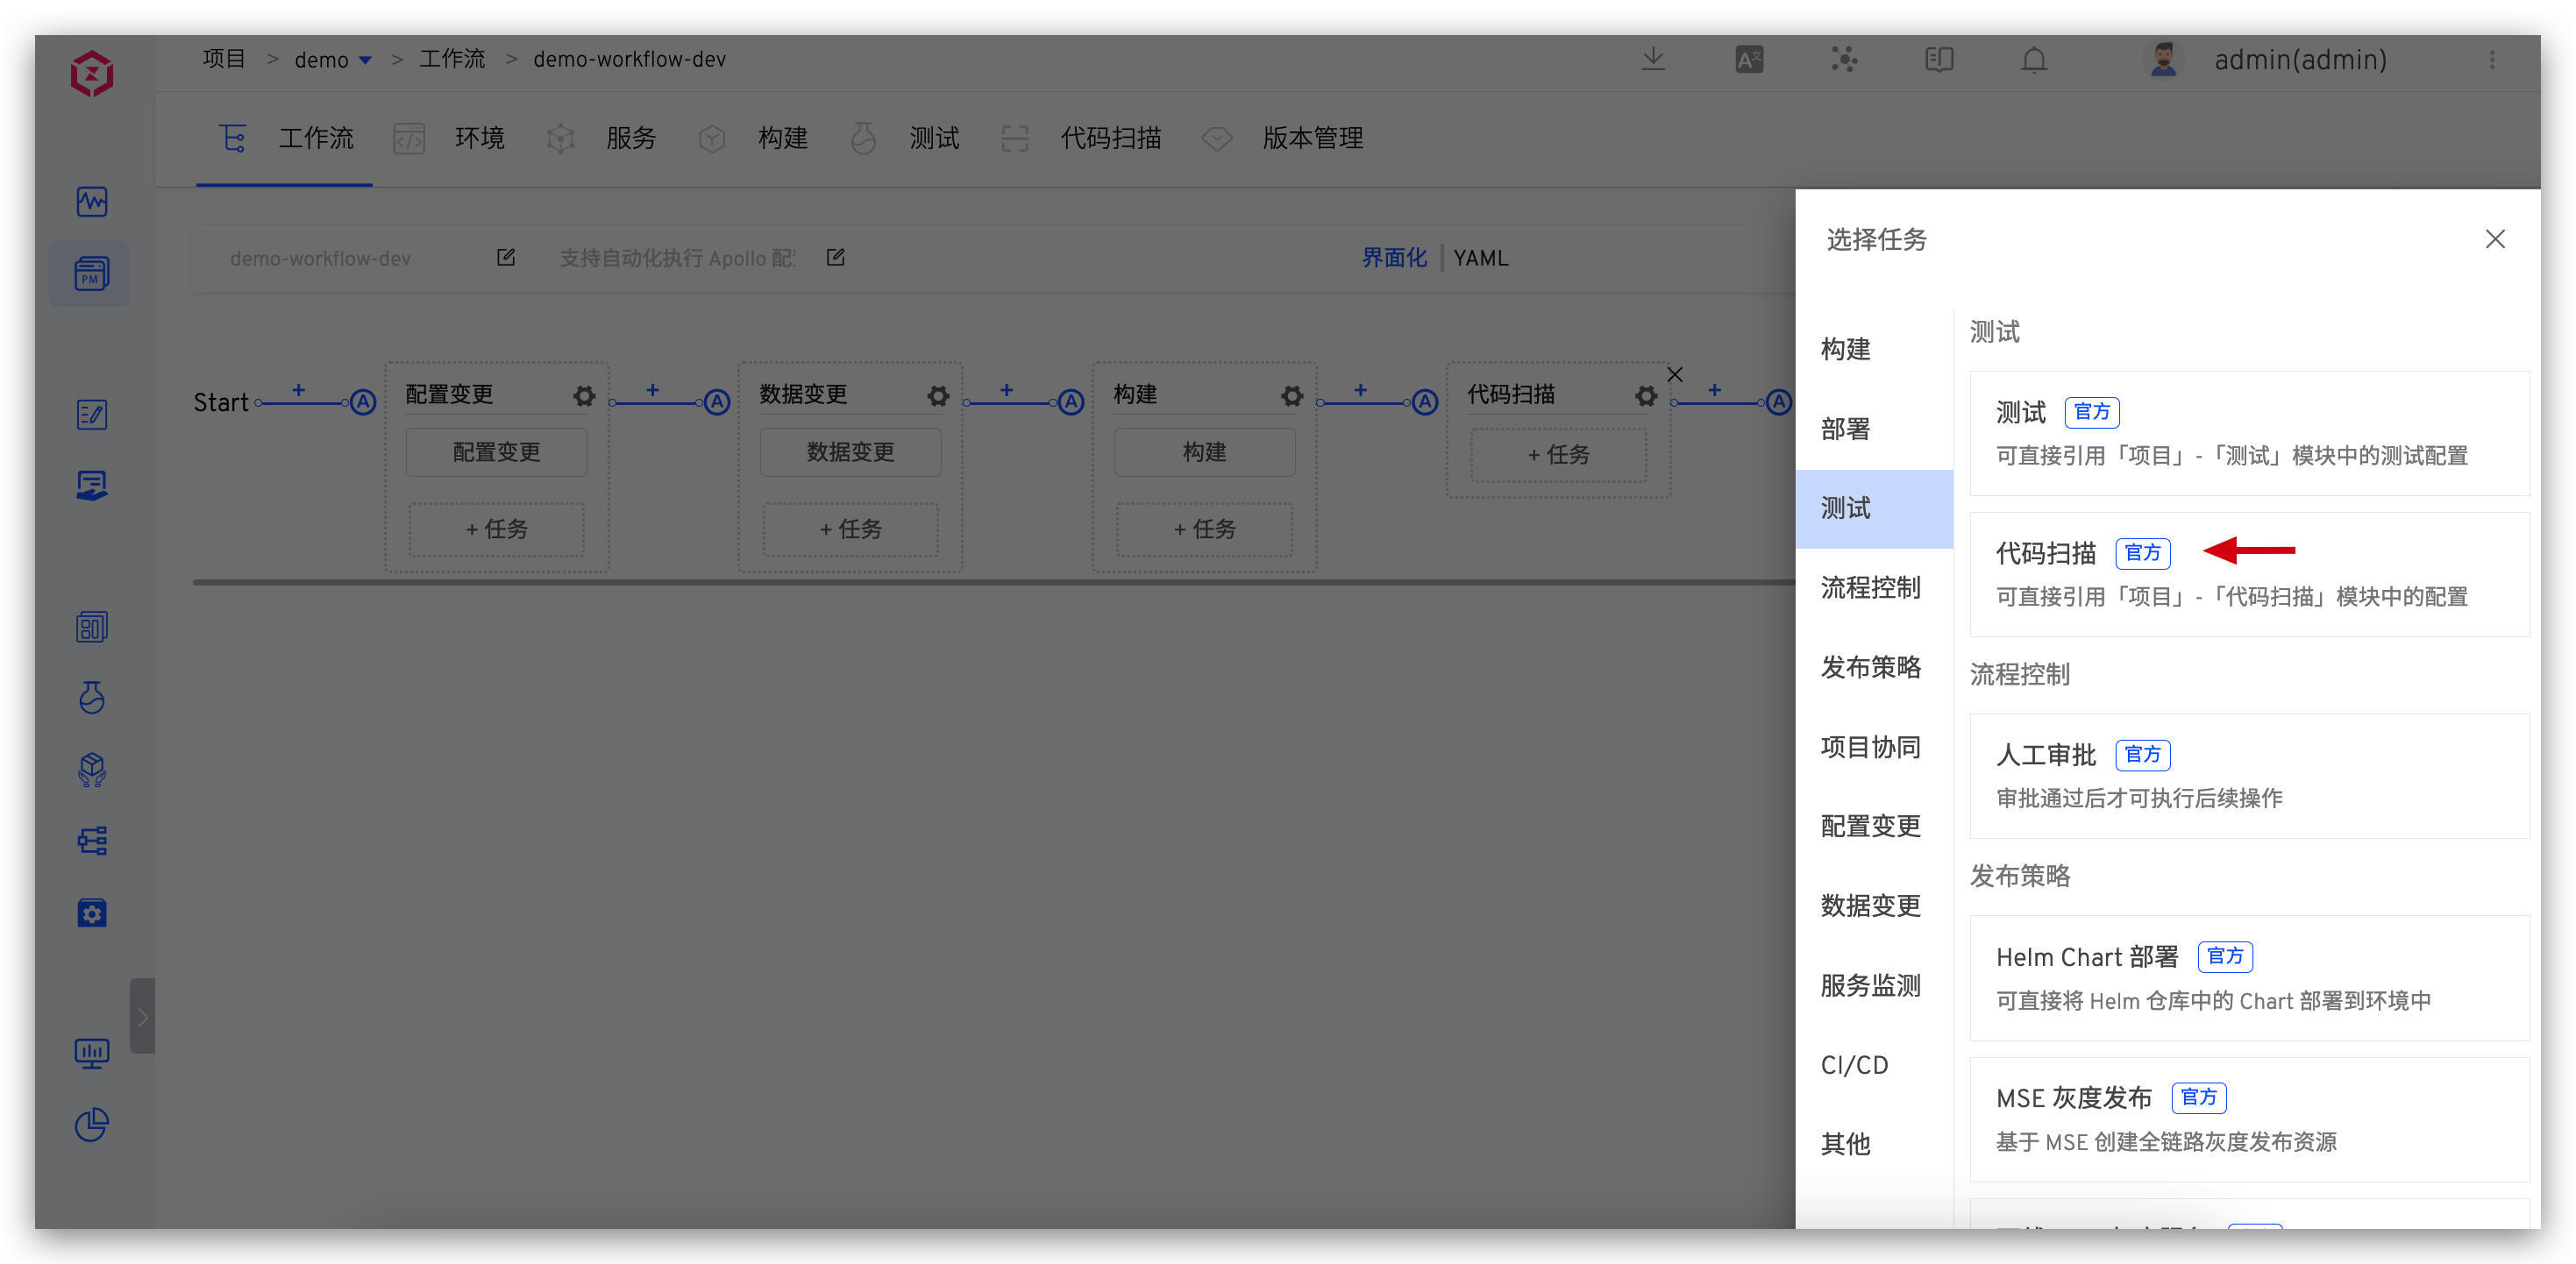 项目 > demo > 工作流 > demo-workflow-dev
admin(admin)
工作流 环境 服务 构建 测试 代码扫描 版本管理
demo-workflow-dev 支持自动化执行 Apollo 配 界面化 YAML
Start
配置变更
配置变更
+ 任务
数据变更
数据变更
+ 任务
构建
构建
+ 任务
代码扫描
+ 任务
PM
A
A
A
A
A
选择任务
构建
部署
测试
流程控制
发布策略
项目协同
配置变更
数据变更
服务监测
CI/CD
其他
测试
测试 官方
可直接引用「项目」-「测试」模块中的测试配置
代码扫描 官方
可直接引用「项目」-「代码扫描」模块中的配置
流程控制
人工审批 官方
审批通过后才可执行后续操作
发布策略
Helm Chart 部署 官方
可直接将 Helm 仓库中的 Chart 部署到环境中
MSE 灰度发布 官方
基于 MSE 创建全链路灰度发布资源